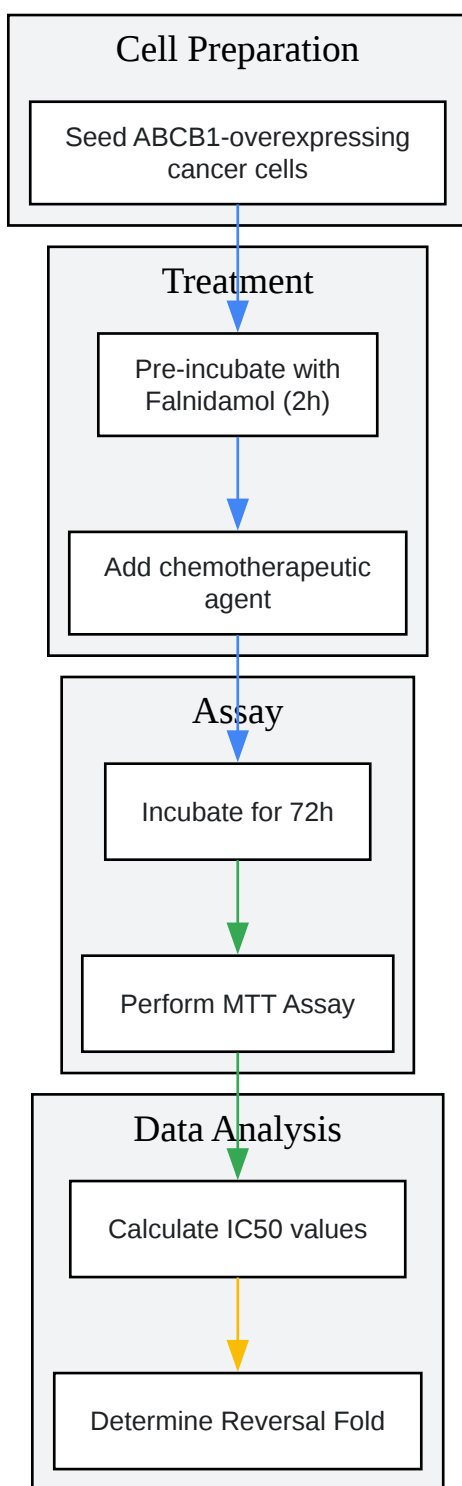 Cell Preparation
Seed ABCB1-overexpressing
cancer cells
Treatment
Pre-incubate with
Falnidamol (2h)
Add chemotherapeutic
agent
Assay
Incubate for 72h
Perform MTT Assay
Data Analysis
Calculate IC50 values
Determine Reversal Fold